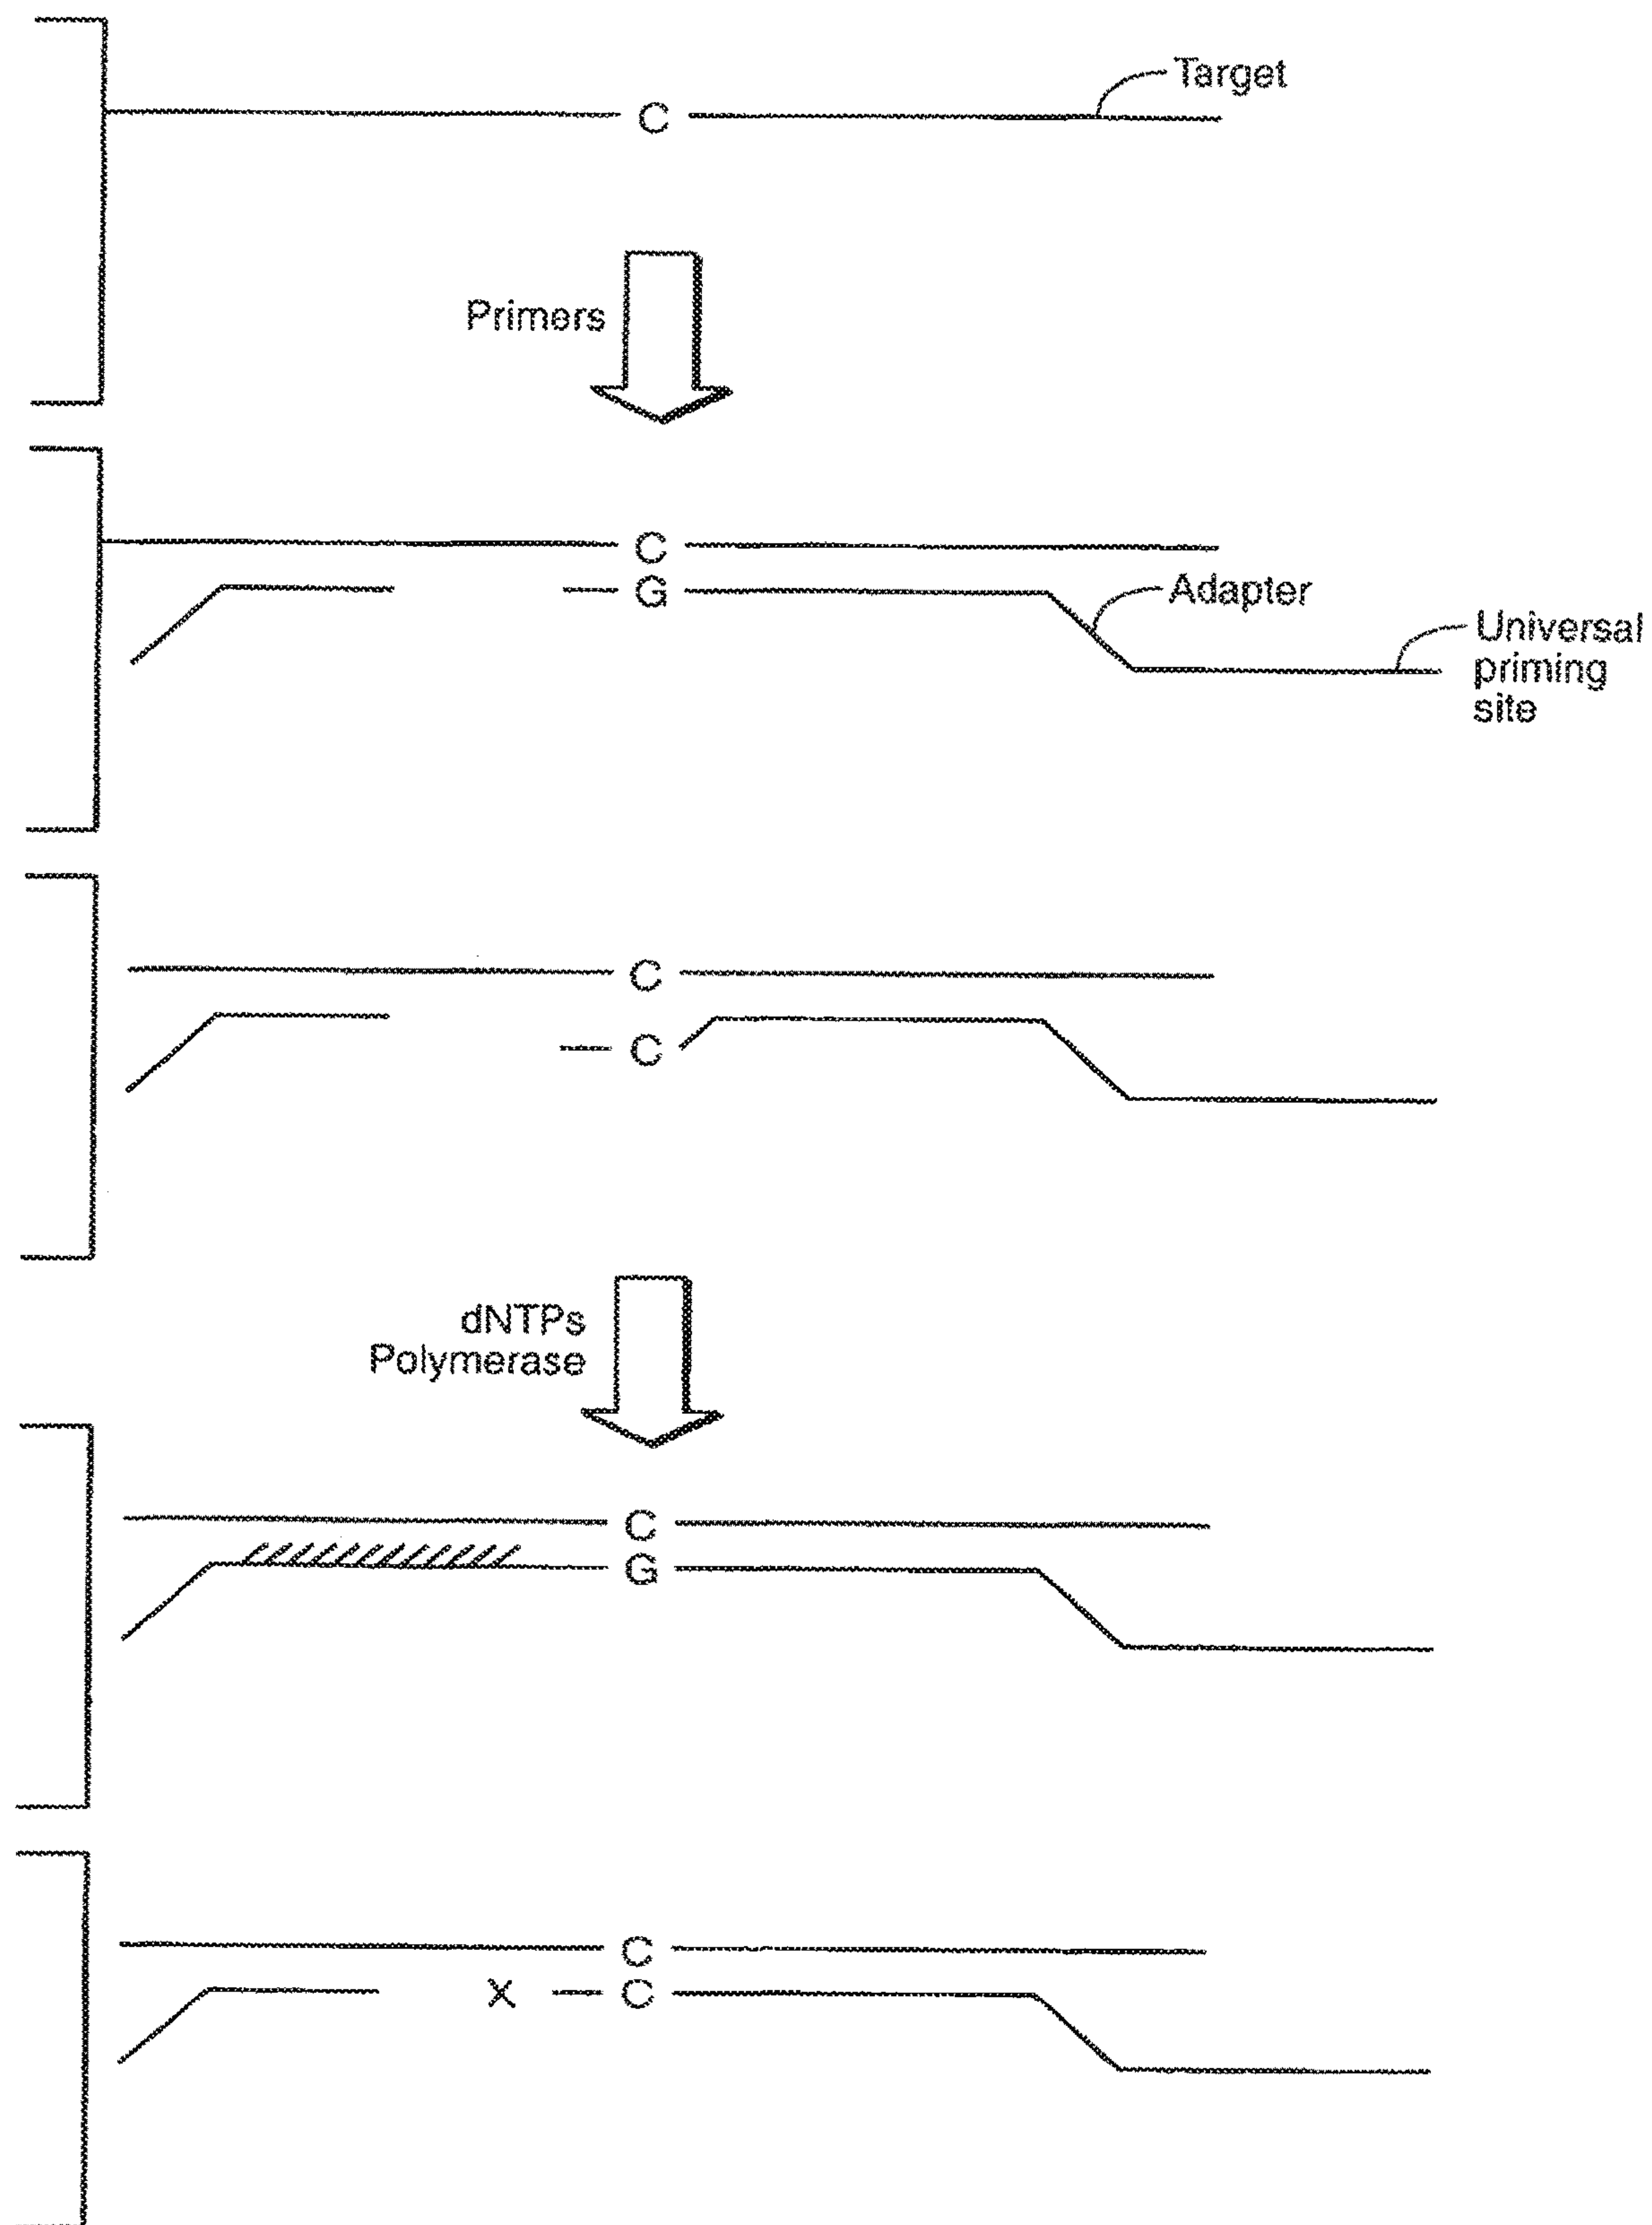 Target
C
Primers
C
G
Adapter
Universal
priming
site
C
C
dNTPs
Polymerase
C
G
C
X
C